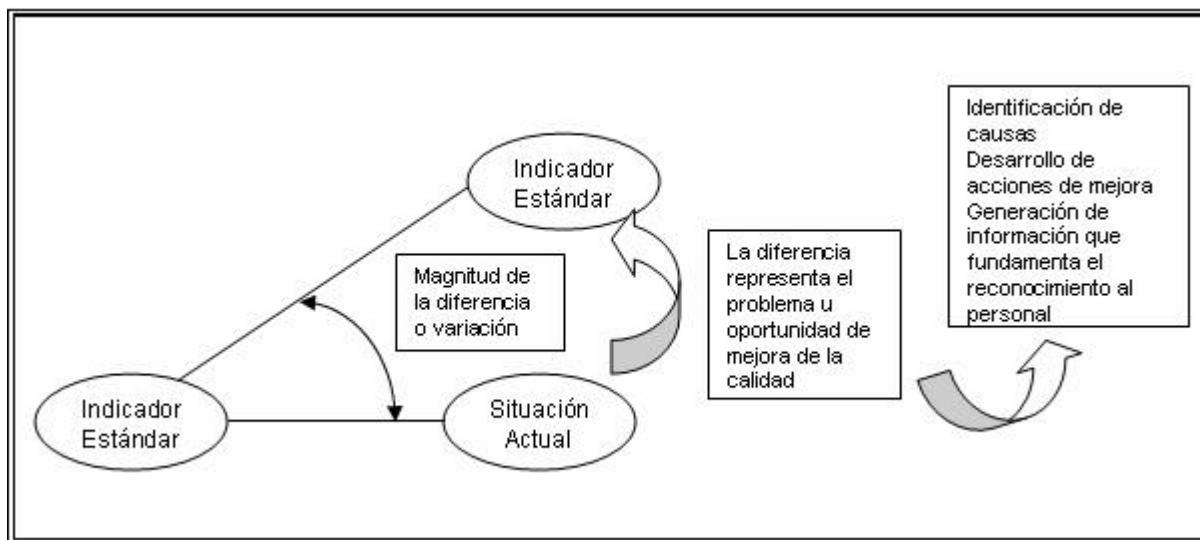 Indicador
Estándar
Magnitud de
la diferencia
o variación
Indicador
Estándar
Situación
Actual
La diferencia
representa el
problema u
oportunidad de
mejora de la
calidad
Identificación de
causas
Desarrollo de
acciones de mejora
Generación de
información que
fundamenta el
reconocimiento al
personal